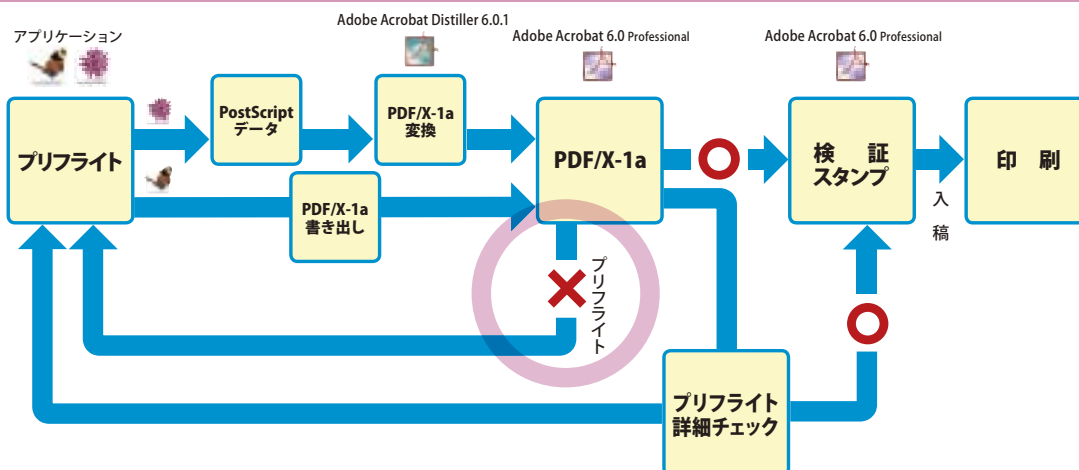 アプリケーション
Adobe Acrobat Distiller 6.0.1
Adobe Acrobat 6.0 Professional
Adobe Acrobat 6.0 Professional
プリフライト
PostScript
データ
PDF/X-1a
変換
PDF/X-1a
書き出し
PDF/X-1a
検 証
スタンプ
入稿
印 刷
プリフライト
プリフライト
詳細チェック